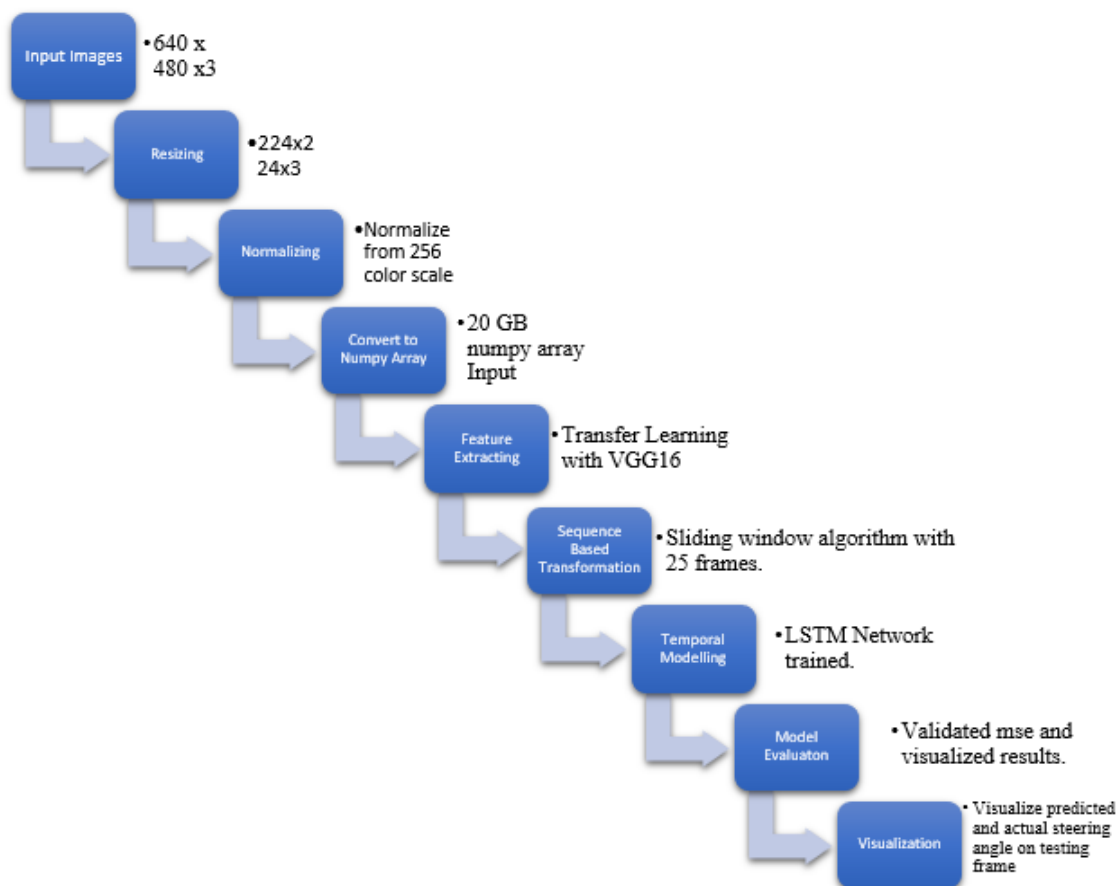 Input Images
•640 x
480 x3
Resizing
•224x2
24x3
Normalizing
•Normalize
from 256
color scale
Convert to
Numpy Array
•20 GB
numpy array
Input
Feature
Extracting
•Transfer Learning
with VGG16
Sequence
Based
Transformation
•Sliding window algorithm with
25 frames.
Temporal
Modelling
•LSTM Network
trained.
Model
Evaluaton
•Validated mse and
visualized results.
Visualization
• Visualize predicted
and actual steering
angle on testing
frame